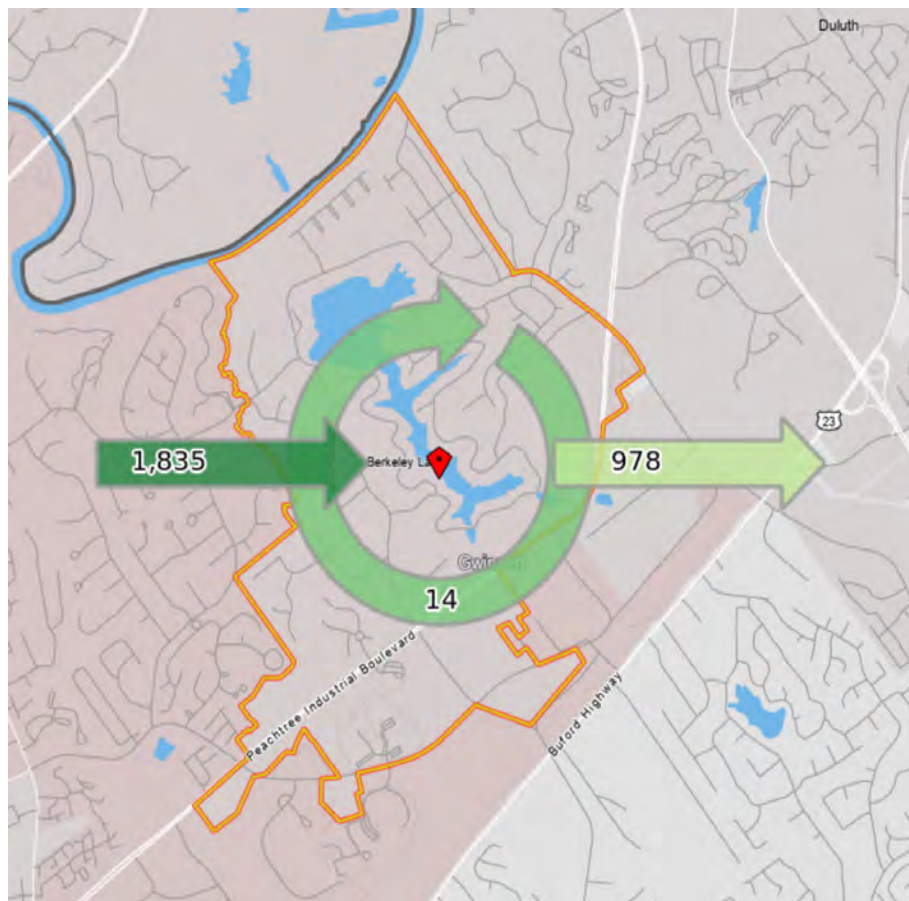 Duluth
23
1,835
Berkeley La
978
14
Peachtree Industrial Boulevard
Buford Highway